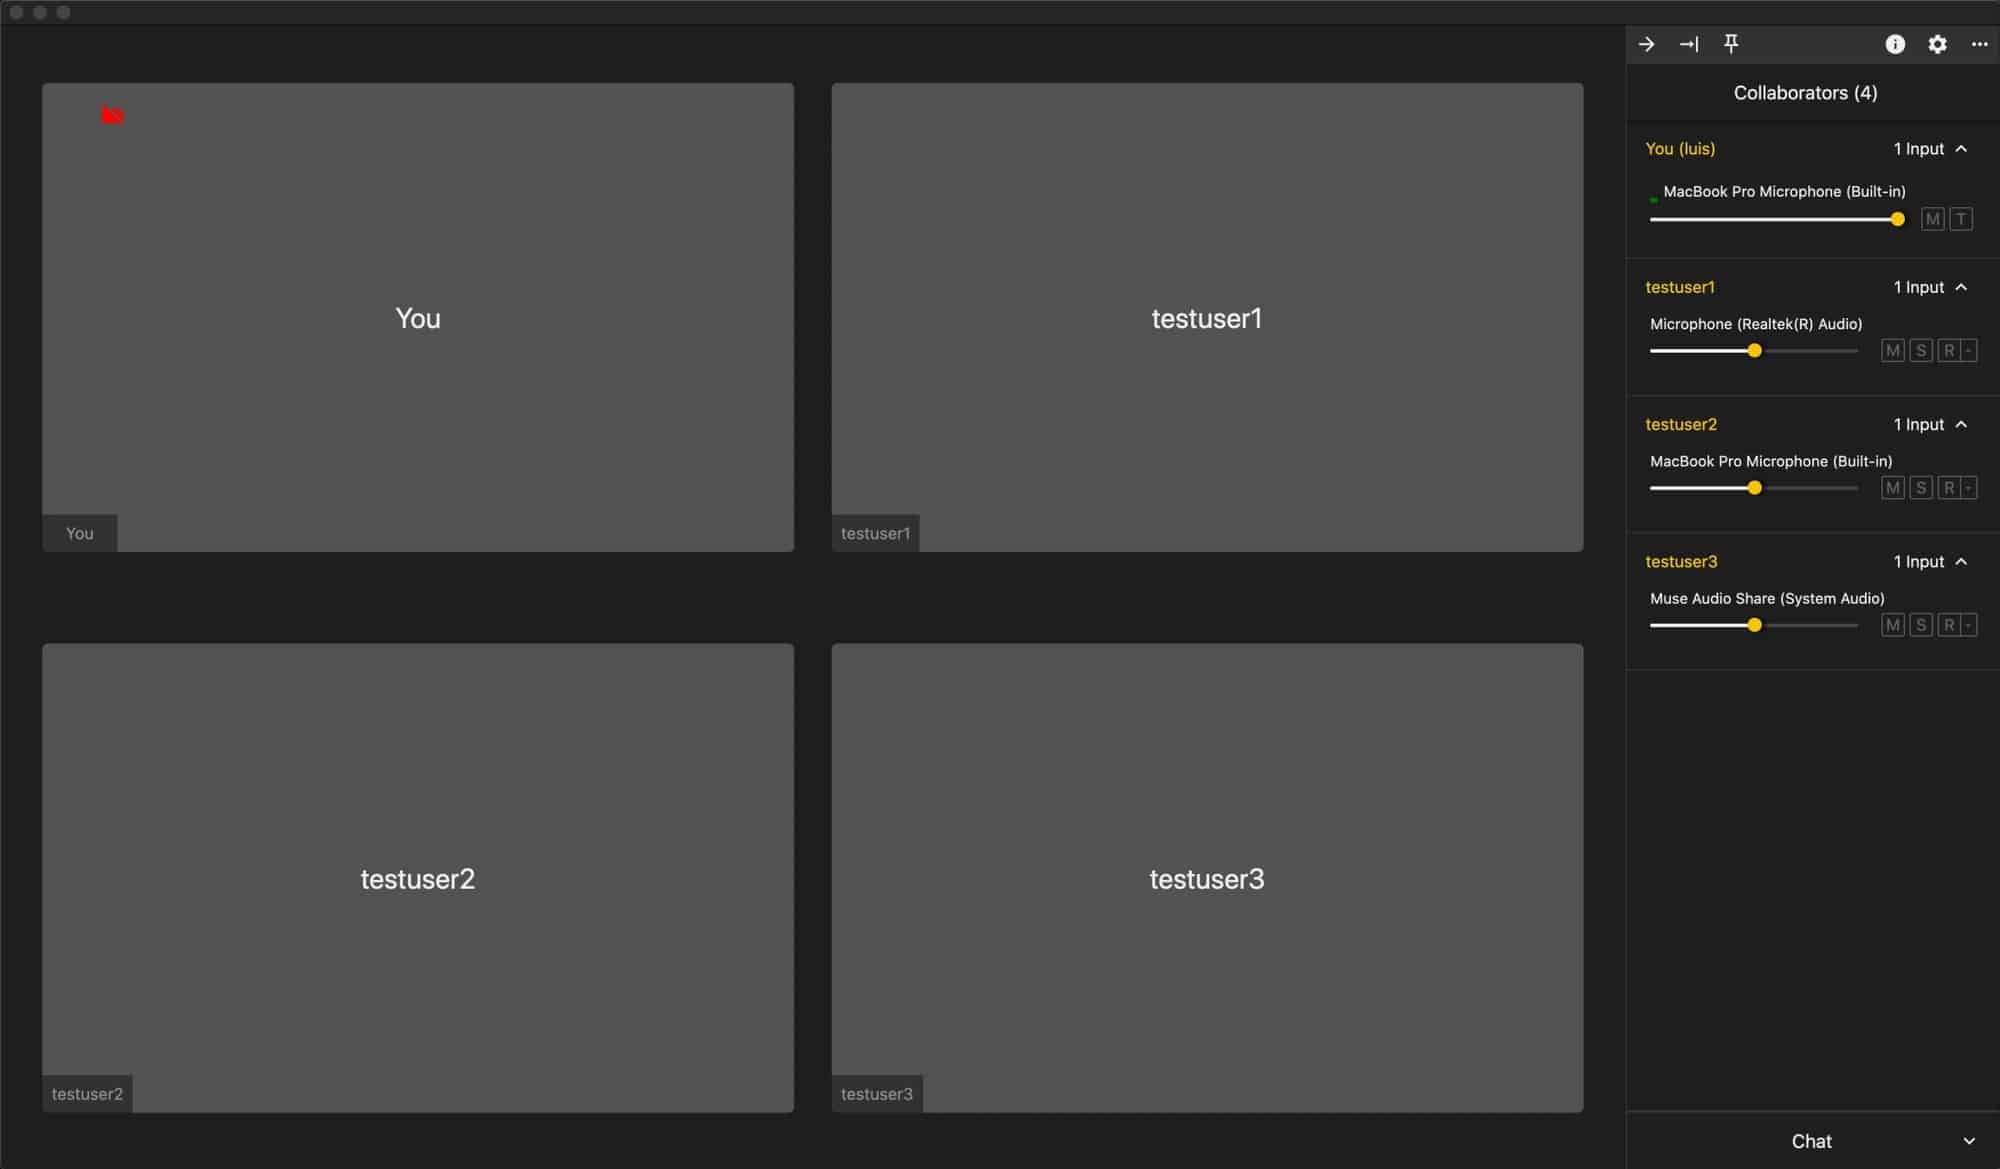 You
You
testuser1
testuser1
testuser2
testuser2
testuser3
testuser3
Collaborators (4)
You (luis) 1 Input
MacBook Pro Microphone (Built-in)
M T
testuser1 1 Input
Microphone (Realtek(R) Audio)
M S R -
testuser2 1 Input
MacBook Pro Microphone (Built-in)
M S R -
testuser3 1 Input
Muse Audio Share (System Audio)
M S R -
Chat